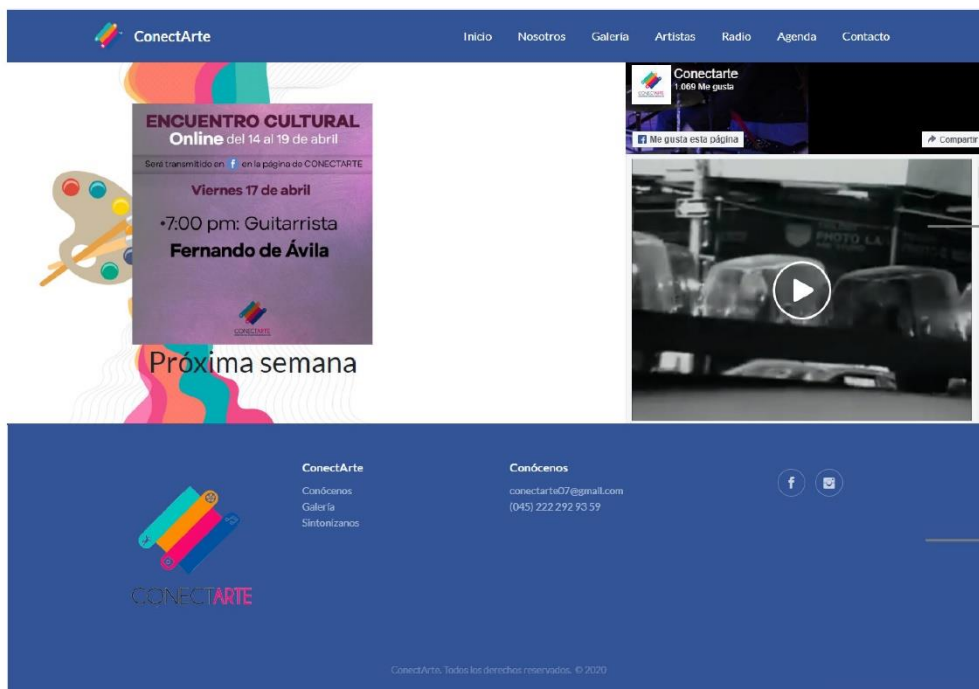 ConectArte
Inicio Nosotros Galería Artistas Radio Agenda Contacto
ENCUENTRO CULTURAL
Online del 14 al 19 de abril
Será transmitido en f en la página de CONECTARTE
Viernes 17 de abril
•7:00 pm: Guitarrista
Fernando de Ávila
CONECTARTE
Próxima semana
Conectarte
1.069 Me gusta
CONECTARTE
Me gusta esta página
Compartir
PHOTO LA
ConectArte
Conócenos
Galería
Sintonízanos
Conócenos
conectarte07@gmail.com
(045) 222 292 93 59
CONECTARTE
ConectArte. Todos los derechos reservados. © 2020